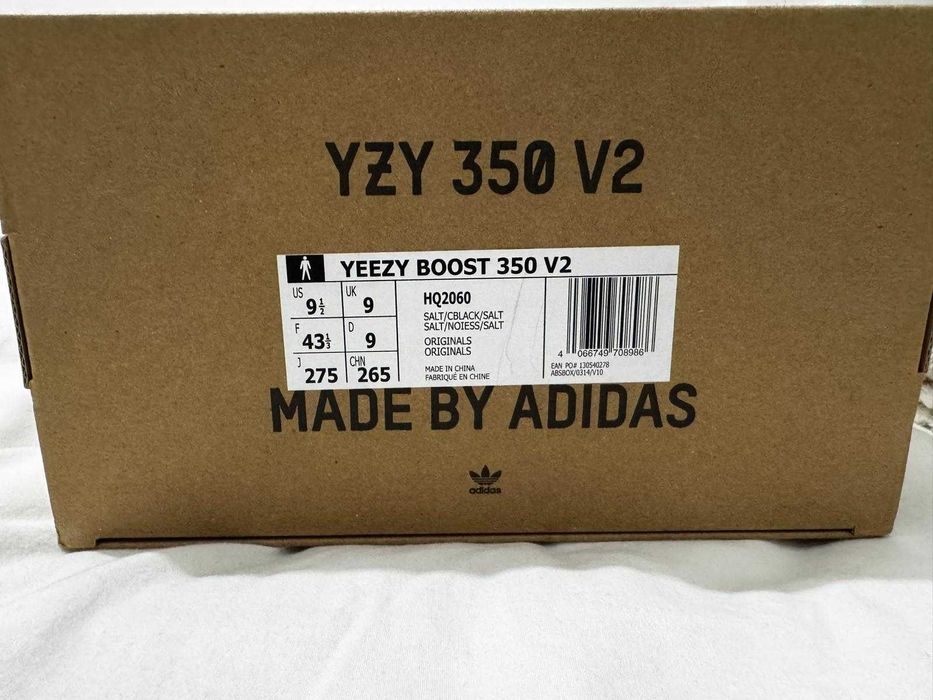 YZY 350 V2
YEEZY BOOST 350 V2
US 9½ UK 9
F 43⅓ D 9
J 275 CHN 265
HQ2060
SALT/CBLACK/SALT
SALT/NOIESS/SALT
ORIGINALS
ORIGINALS
MADE IN CHINA
FABRIQUÉ EN CHINE
4 066749 708986
EAN PO# 130540278
ABSBOX/0314/V10
MADE BY ADIDAS
adidas